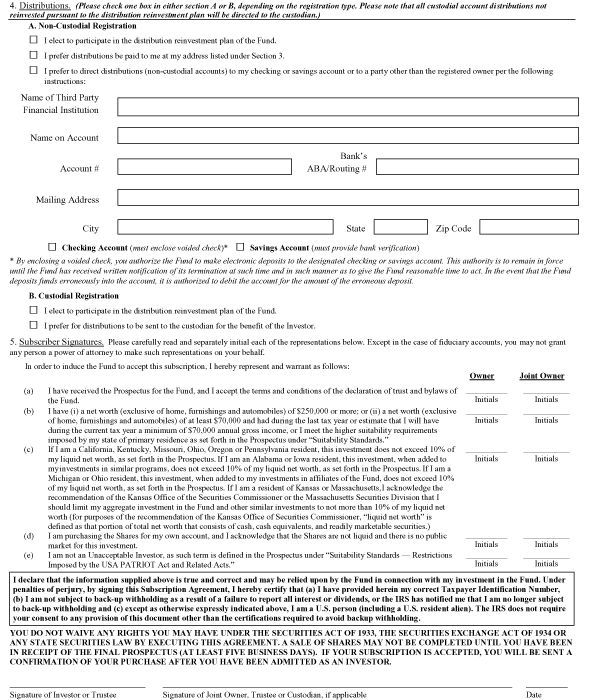 4. Distributions. (Please check one box in either section A or B, depending on the registration type. Please note that all custodial account distributions not
reinvested pursuant to the distribution reinvestment plan will be directed to the custodian.)
A. Non-Custodial Registration
I elect to participate in the distribution reinvestment plan of the Fund.
I prefer distributions be paid to me at my address listed under Section 3.
I prefer to direct distributions (non-custodial accounts) to my checking or savings account or to a party other than the registered owner per the following
instructions:
Name of Third Party
Financial Institution
Name on Account
Account #
Bank's
ABA/Routing #
Mailing Address
City
State
Zip Code
Checking Account (must enclose voided check)*
Savings Account (must provide bank verification)
* By enclosing a voided check, you authorize the Fund to make electronic deposits to the designated checking or savings account. This authority is to remain in force
until the Fund has received written notification of its termination at such time and in such manner as to give the Fund reasonable time to act. In the event that the Fund
deposits funds erroneously into the account, it is authorized to debit the account for the amount of the erroneous deposit.
B. Custodial Registration
I elect to participate in the distribution reinvestment plan of the Fund.
I prefer for distributions to be sent to the custodian for the benefit of the Investor.
5. Subscriber Signatures. Please carefully read and separately initial each of the representations below. Except in the case of fiduciary accounts, you may not grant
any person a power of attorney to make such representations on your behalf.
In order to induce the Fund to accept this subscription, I hereby represent and warrant as follows:
Owner
Joint Owner
(a) I have received the Prospectus for the Fund, and I accept the terms and conditions of the declaration of trust and bylaws of
the Fund.
Initials
Initials
(b) I have (i) a net worth (exclusive of home, furnishings and automobiles) of $250,000 or more; or (ii) a net worth (exclusive
of home, furnishings and automobiles) of at least $70,000 and had during the last tax year or estimate that I will have
during the current tax year a minimum of $70,000 annual gross income, or I meet the higher suitability requirements
imposed by my state of primary residence as set forth in the Prospectus under "Suitability Standards."
Initials
Initials
(c) If I am a California, Kentucky, Missouri, Ohio, Oregon or Pennsylvania resident, this investment does not exceed 10% of
my liquid net worth, as set forth in the Prospectus.If I am an Alabama or Iowa resident, this investment, when added to
myinvestments in similar programs, does not exceed 10% of my liquid net worth, as set forth in the Prospectus. If I am a
Michigan or Ohio resident, this investment, when added to my investments in affiliates of the Fund, does not exceed 10%
of my liquid net worth, as set forth in the Prospectus. If I am a resident of Kansas or Massachusetts,I acknowledge the
recommendation of the Kansas Office of the Securities Commissioner or the Massachusetts Securities Division that I
should limit my aggregate investment in the Fund and other similar investments to not more than 10% of my liquid net
worth (for purposes of the recommendation of the Kansas Office of Securities Commissioner, "liquid net worth" is
defined as that portion of total net worth that consists of cash, cash equivalents, and readily marketable securities.)
Initials
Initials
(d) I am purchasing the Shares for my own account, and I acknowledge that the Shares are not liquid and there is no public
market for this investment.
Initials
Initials
(e) I am not an Unacceptable Investor, as such term is defined in the Prospectus under "Suitability Standards — Restrictions
Imposed by the USA PATRIOT Act and Related Acts."
Initials
Initials
I declare that the information supplied above is true and correct and may be relied upon by the Fund in connection with my investment in the Fund. Under
penalties of perjury, by signing this Subscription Agreement, I hereby certify that (a) I have provided herein my correct Taxpayer Identification Number,
(b) I am not subject to back-up withholding as a result of a failure to report all interest or dividends, or the IRS has notified me that I am no longer subject
to back-up withholding and (c) except as otherwise expressly indicated above, I am a U.S. person (including a U.S. resident alien). The IRS does not require
your consent to any provision of this document other than the certifications required to avoid backup withholding.
YOU DO NOT WAIVE ANY RIGHTS YOU MAY HAVE UNDER THE SECURITIES ACT OF 1933, THE SECURITIES EXCHANGE ACT OF 1934 OR
ANY STATE SECURITIES LAW BY EXECUTING THIS AGREEMENT. A SALE OF SHARES MAY NOT BE COMPLETED UNTIL YOU HAVE BEEN
IN RECEIPT OF THE FINAL PROSPECTUS (AT LEAST FIVE BUSINESS DAYS). IF YOUR SUBSCRIPTION IS ACCEPTED, YOU WILL BE SENT A
CONFIRMATION OF YOUR PURCHASE AFTER YOU HAVE BEEN ADMITTED AS AN INVESTOR.
Signature of Investor or Trustee
Signature of Joint Owner, Trustee or Custodian, if applicable
Date